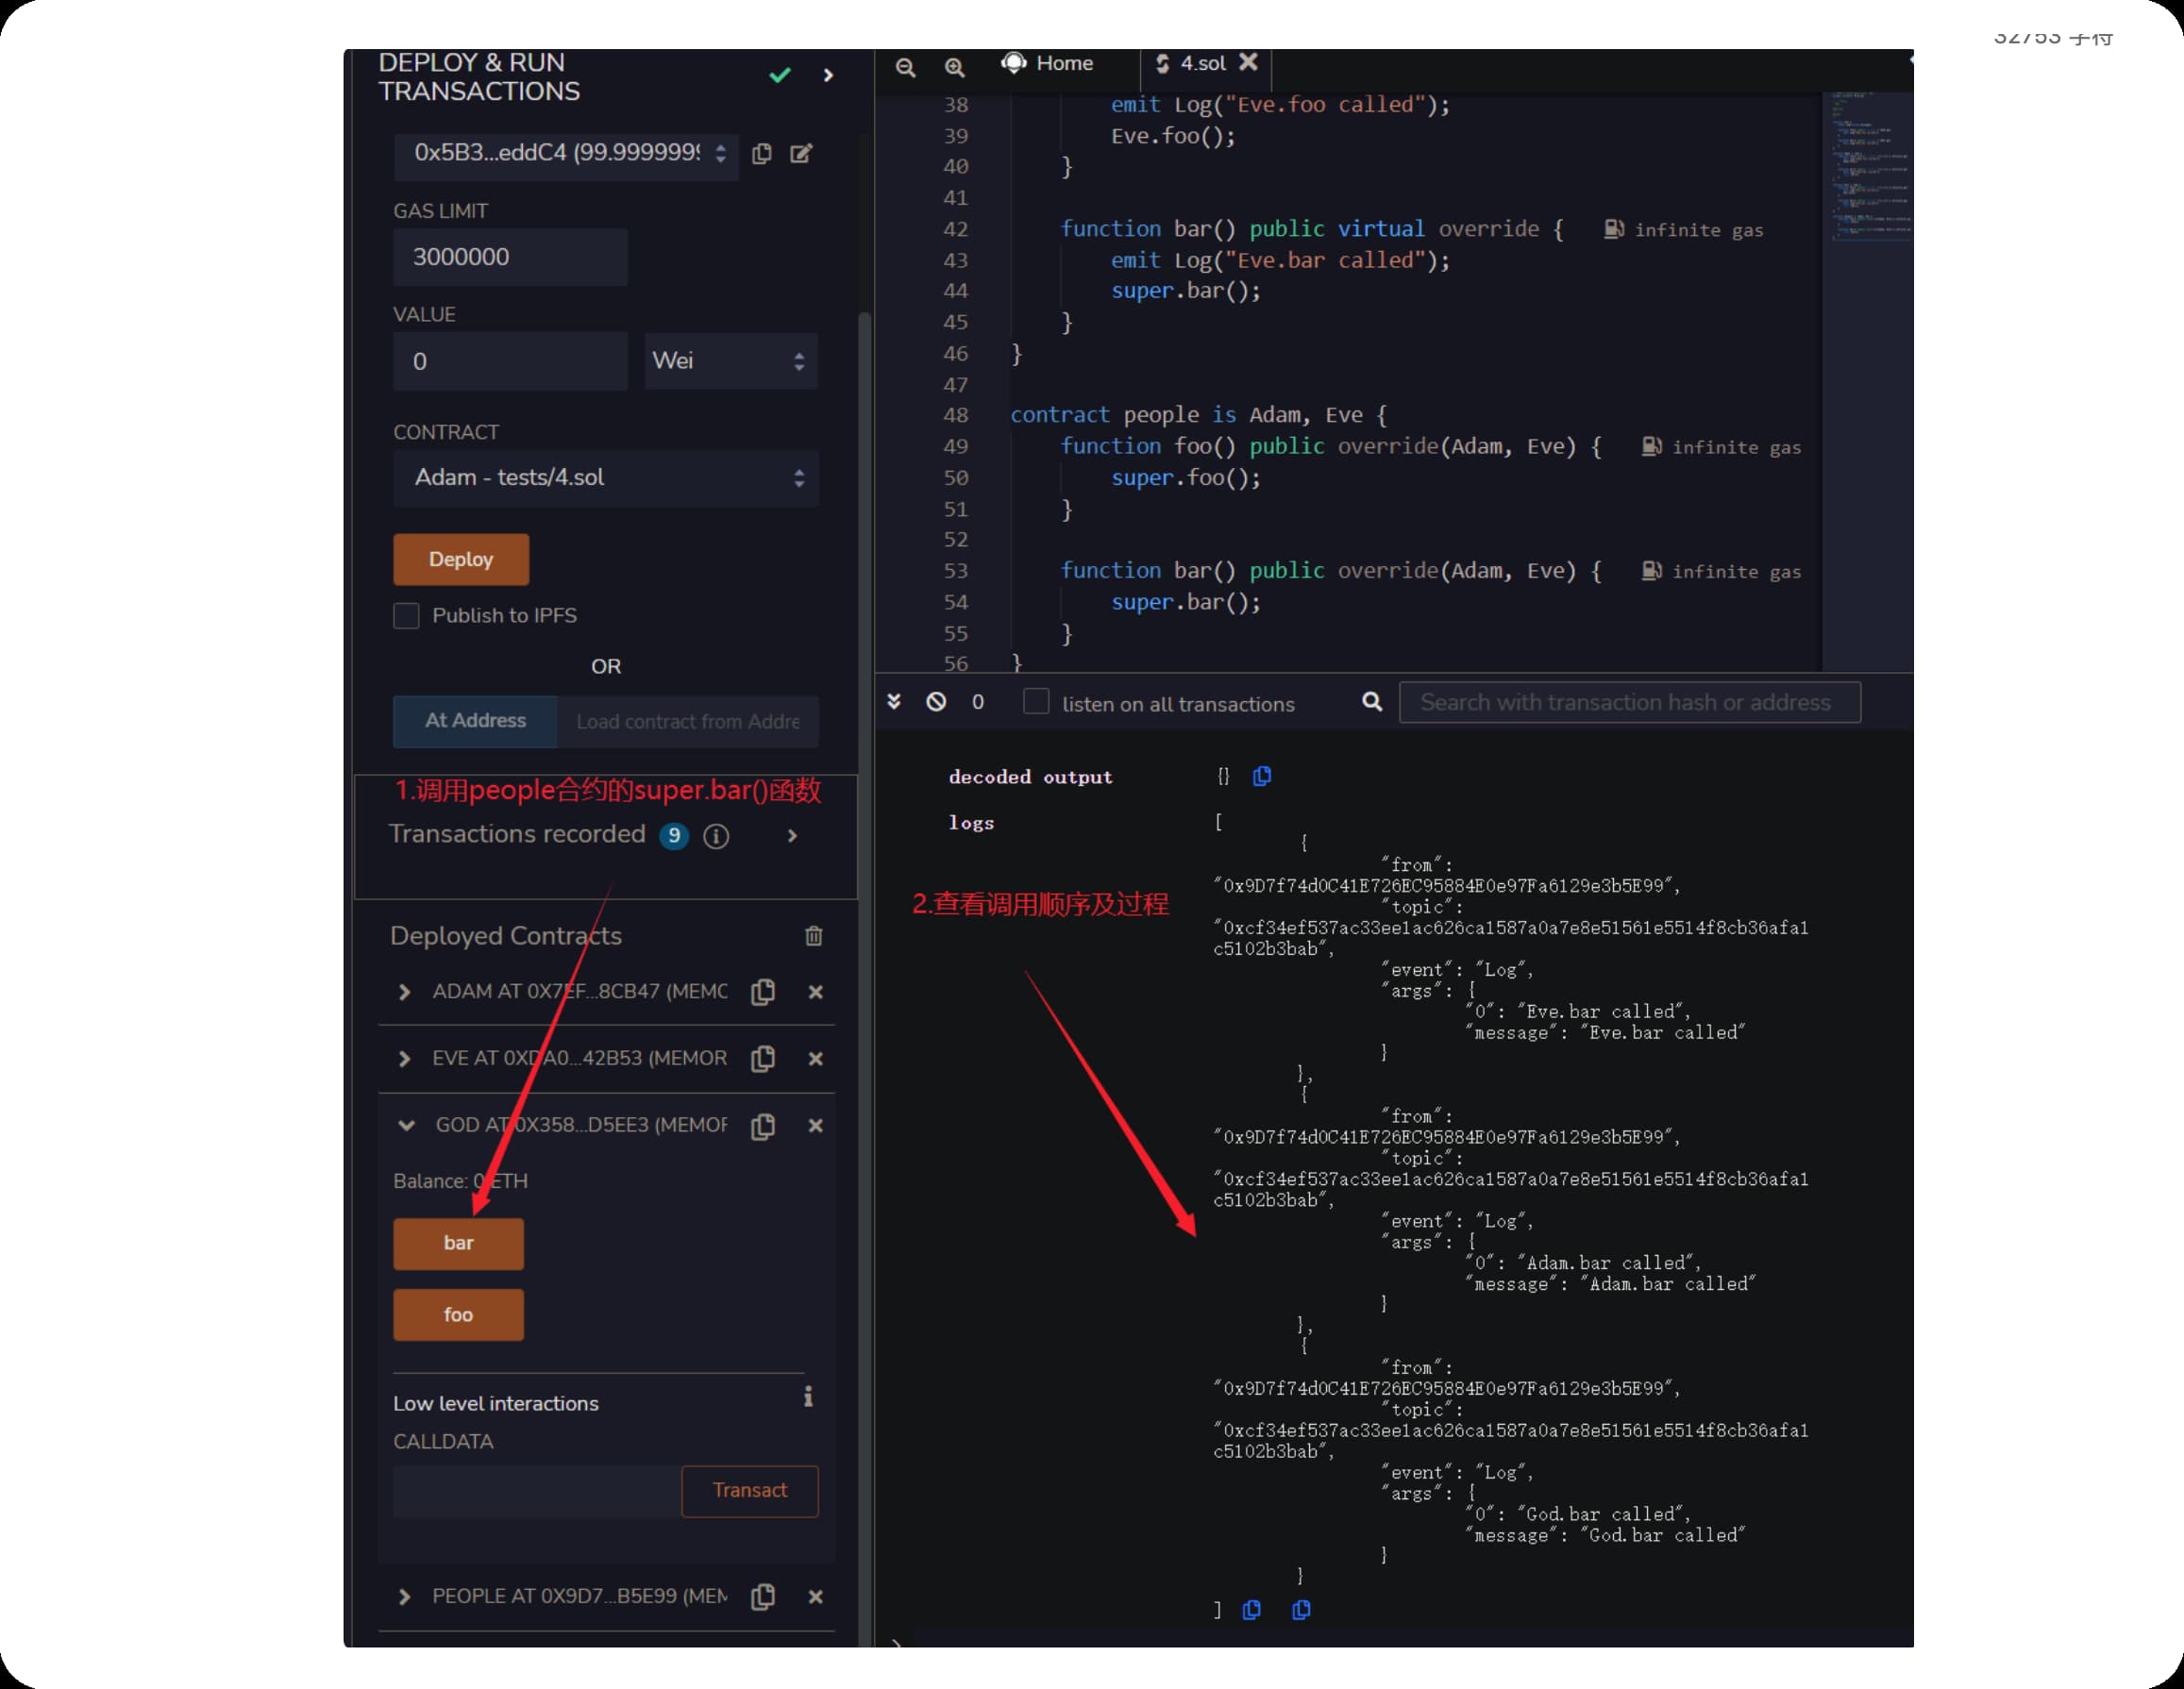 32753 字符
DEPLOY & RUN
TRANSACTIONS
0x5B3...eddC4 (99.9999999
GAS LIMIT
3000000
VALUE
0
Wei
CONTRACT
Adam - tests/4.sol
Deploy
Publish to IPFS
OR
At Address
Load contract from Addre
1.调用people合约的super.bar()函数
Transactions recorded 9
Deployed Contracts
ADAM AT 0X7EF...8CB47 (MEMC
EVE AT 0XDA0...42B53 (MEMOR
GOD AT 0X358...D5EE3 (MEMOF
Balance: 0 ETH
bar
foo
Low level interactions
CALLDATA
Transact
PEOPLE AT 0X9D7...B5E99 (MEM
Home
4.sol
38 emit Log("Eve.foo called");
39 Eve.foo();
40 }
41
42 function bar() public virtual override { infinite gas
43 emit Log("Eve.bar called");
44 super.bar();
45 }
46 }
47
48 contract people is Adam, Eve {
49 function foo() public override(Adam, Eve) { infinite gas
50 super.foo();
51 }
52
53 function bar() public override(Adam, Eve) { infinite gas
54 super.bar();
55 }
56 }
0 listen on all transactions
Search with transaction hash or address
decoded output {}
logs [
{
"from":
"0x9D7f74d0C41E726EC95884E0e97Fa6129e3b5E99",
"topic":
"0xcf34ef537ac33ee1ac626ca1587a0a7e8e51561e5514f8cb36afa1
c5102b3bab",
"event": "Log",
"args": {
"0": "Eve.bar called",
"message": "Eve.bar called"
}
},
{
"from":
"0x9D7f74d0C41E726EC95884E0e97Fa6129e3b5E99",
"topic":
"0xcf34ef537ac33ee1ac626ca1587a0a7e8e51561e5514f8cb36afa1
c5102b3bab",
"event": "Log",
"args": {
"0": "Adam.bar called",
"message": "Adam.bar called"
}
},
{
"from":
"0x9D7f74d0C41E726EC95884E0e97Fa6129e3b5E99",
"topic":
"0xcf34ef537ac33ee1ac626ca1587a0a7e8e51561e5514f8cb36afa1
c5102b3bab",
"event": "Log",
"args": {
"0": "God.bar called",
"message": "God.bar called"
}
}
]
2.查看调用顺序及过程